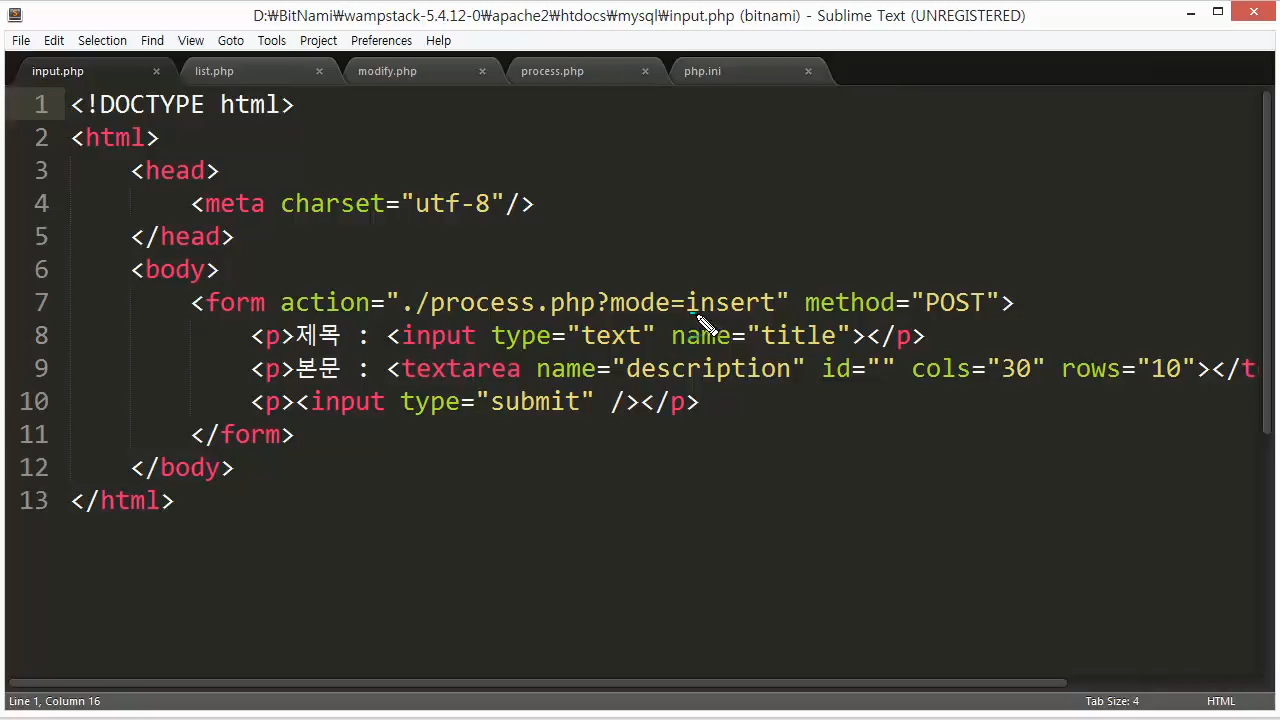 D:₩BitNami₩wampstack-5.4.12-0₩apache2₩htdocs₩mysql₩input.php (bitnami) - Sublime Text (UNREGISTERED)
File Edit Selection Find View Goto Tools Project Preferences Help
input.php list.php modify.php process.php php.ini
1 <!DOCTYPE html>
2 <html>
3 <head>
4 <meta charset="utf-8"/>
5 </head>
6 <body>
7 <form action="./process.php?mode=insert" method="POST">
8 <p>제목 : <input type="text" name="title"></p>
9 <p>본문 : <textarea name="description" id="" cols="30" rows="10"></t
10 <p><input type="submit" /></p>
11 </form>
12 </body>
13 </html>
Line 1, Column 16 Tab Size: 4 HTML